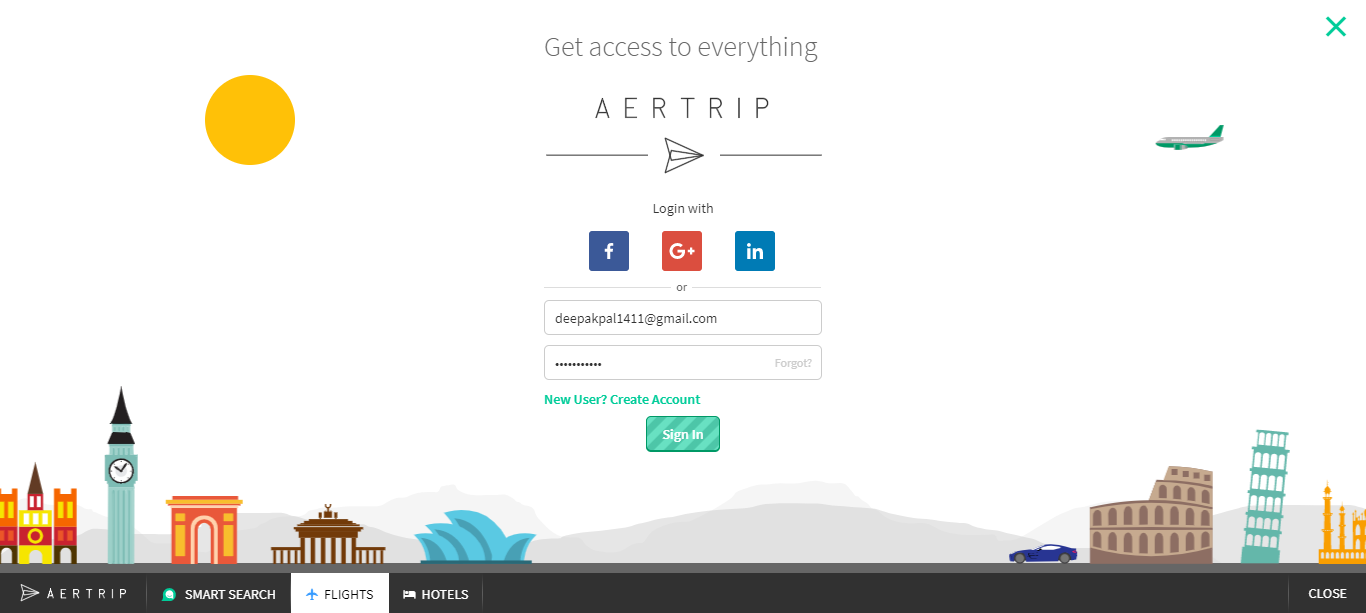 Get access to everything
AERTRIP
Login with
f G+ in
or
deepakpal1411@gmail.com
••••••••••• Forgot?
New User? Create Account
Sign In
AERTRIP SMART SEARCH FLIGHTS HOTELS CLOSE